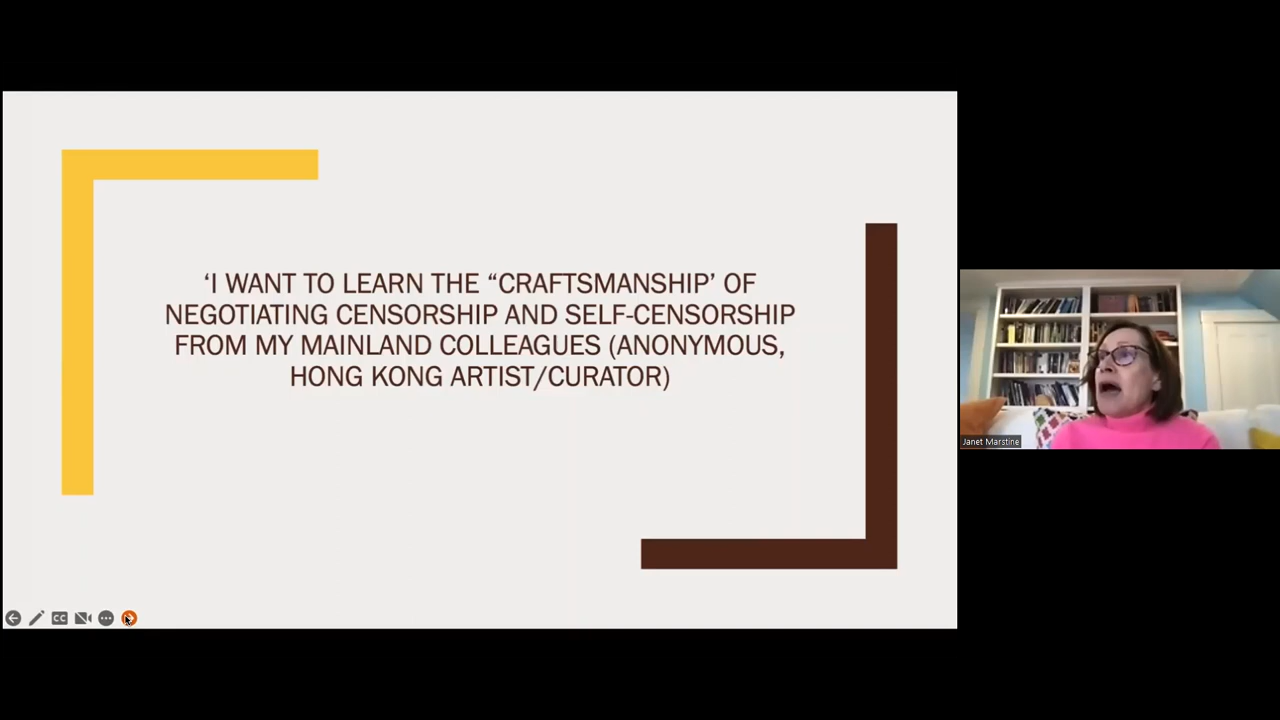 ‘I WANT TO LEARN THE “CRAFTSMANSHIP’ OF
NEGOTIATING CENSORSHIP AND SELF-CENSORSHIP
FROM MY MAINLAND COLLEAGUES (ANONYMOUS,
HONG KONG ARTIST/CURATOR)
Janet Marstine
CC